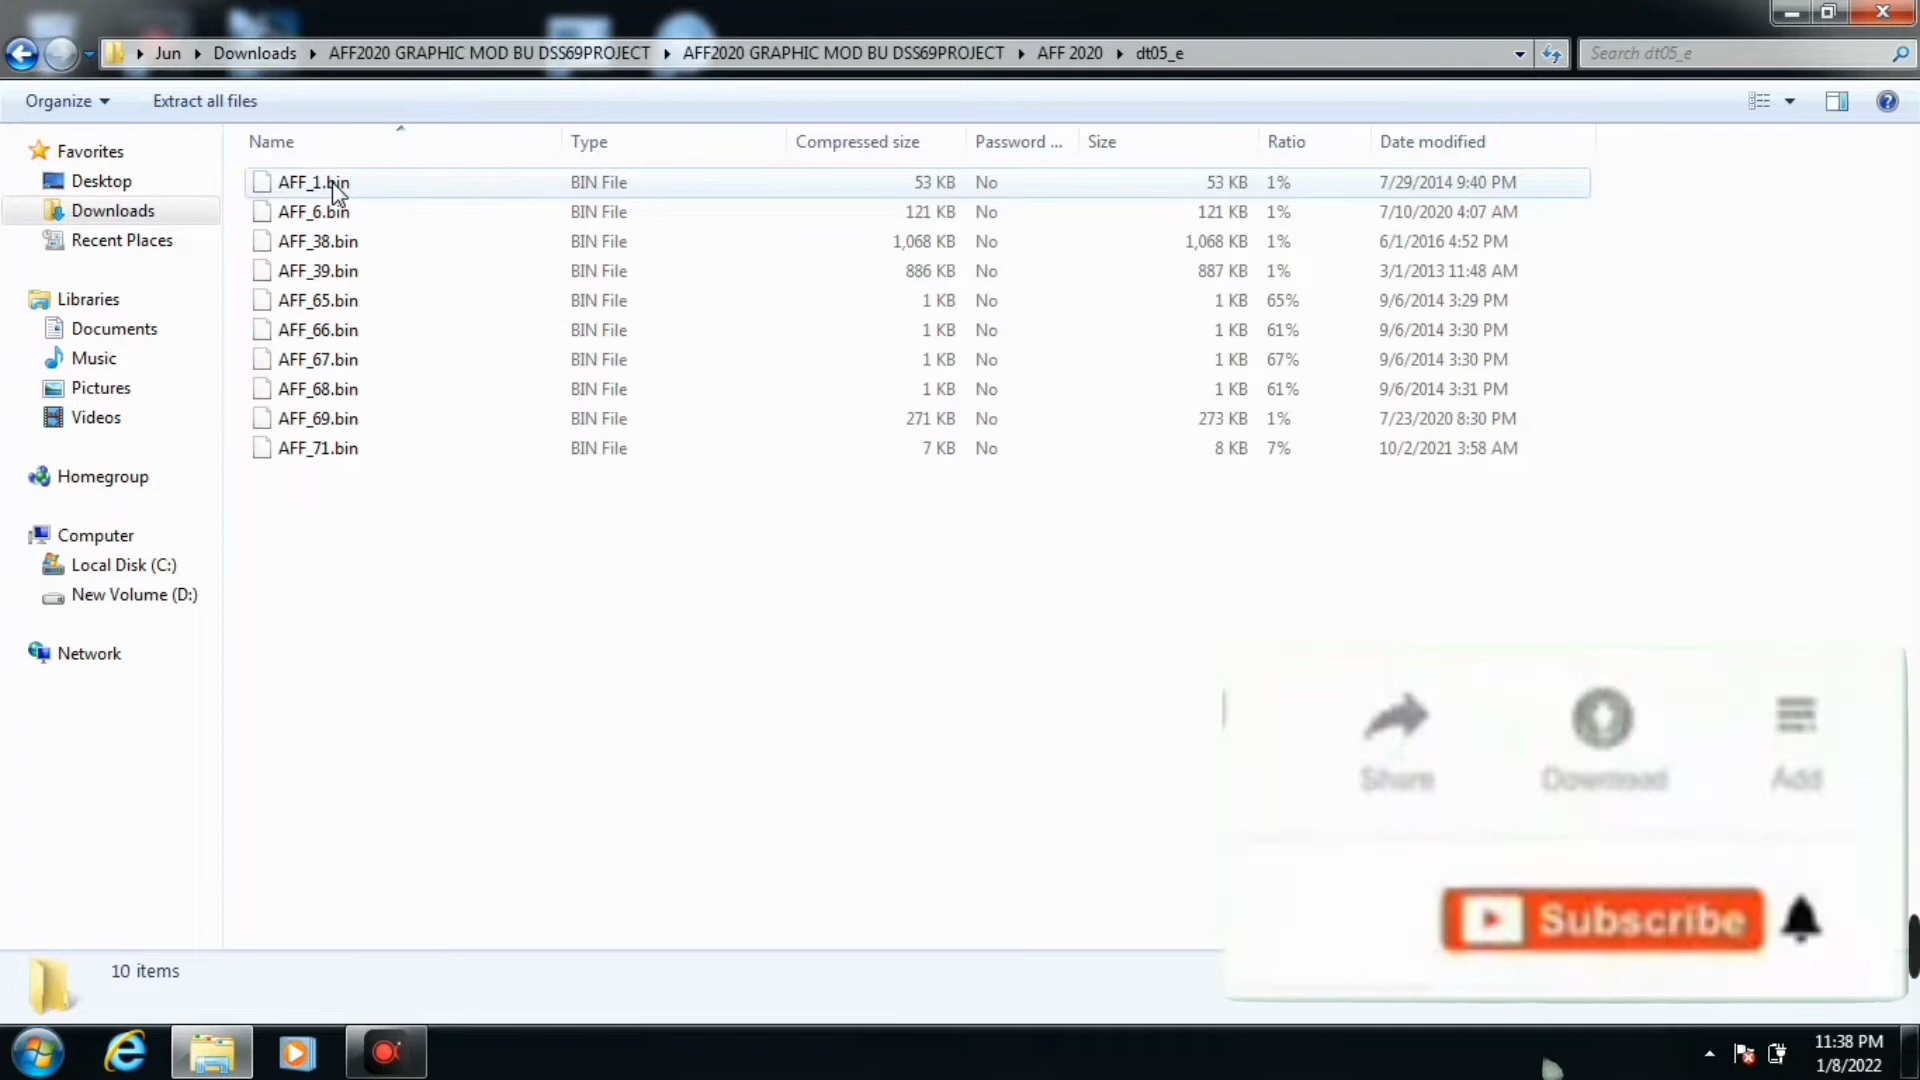 Jun Downloads AFF2020 GRAPHIC MOD BU DSS69PROJECT AFF2020 GRAPHIC MOD BU DSS69PROJECT AFF 2020 dt05_e Search dt05_e
Organize Extract all files
Name Type Compressed size Password ... Size Ratio Date modified
Favorites
Desktop
Downloads
Recent Places
Libraries
Documents
Music
Pictures
Videos
Homegroup
Computer
Local Disk (C:)
New Volume (D:)
Network
AFF_1.bin BIN File 53 KB No 53 KB 1% 7/29/2014 9:40 PM
AFF_6.bin BIN File 121 KB No 121 KB 1% 7/10/2020 4:07 AM
AFF_38.bin BIN File 1,068 KB No 1,068 KB 1% 6/1/2016 4:52 PM
AFF_39.bin BIN File 886 KB No 887 KB 1% 3/1/2013 11:48 AM
AFF_65.bin BIN File 1 KB No 1 KB 65% 9/6/2014 3:29 PM
AFF_66.bin BIN File 1 KB No 1 KB 61% 9/6/2014 3:30 PM
AFF_67.bin BIN File 1 KB No 1 KB 67% 9/6/2014 3:30 PM
AFF_68.bin BIN File 1 KB No 1 KB 61% 9/6/2014 3:31 PM
AFF_69.bin BIN File 271 KB No 273 KB 1% 7/23/2020 8:30 PM
AFF_71.bin BIN File 7 KB No 8 KB 7% 10/2/2021 3:58 AM
Share Download Add
Subscribe
10 items
11:38 PM
1/8/2022